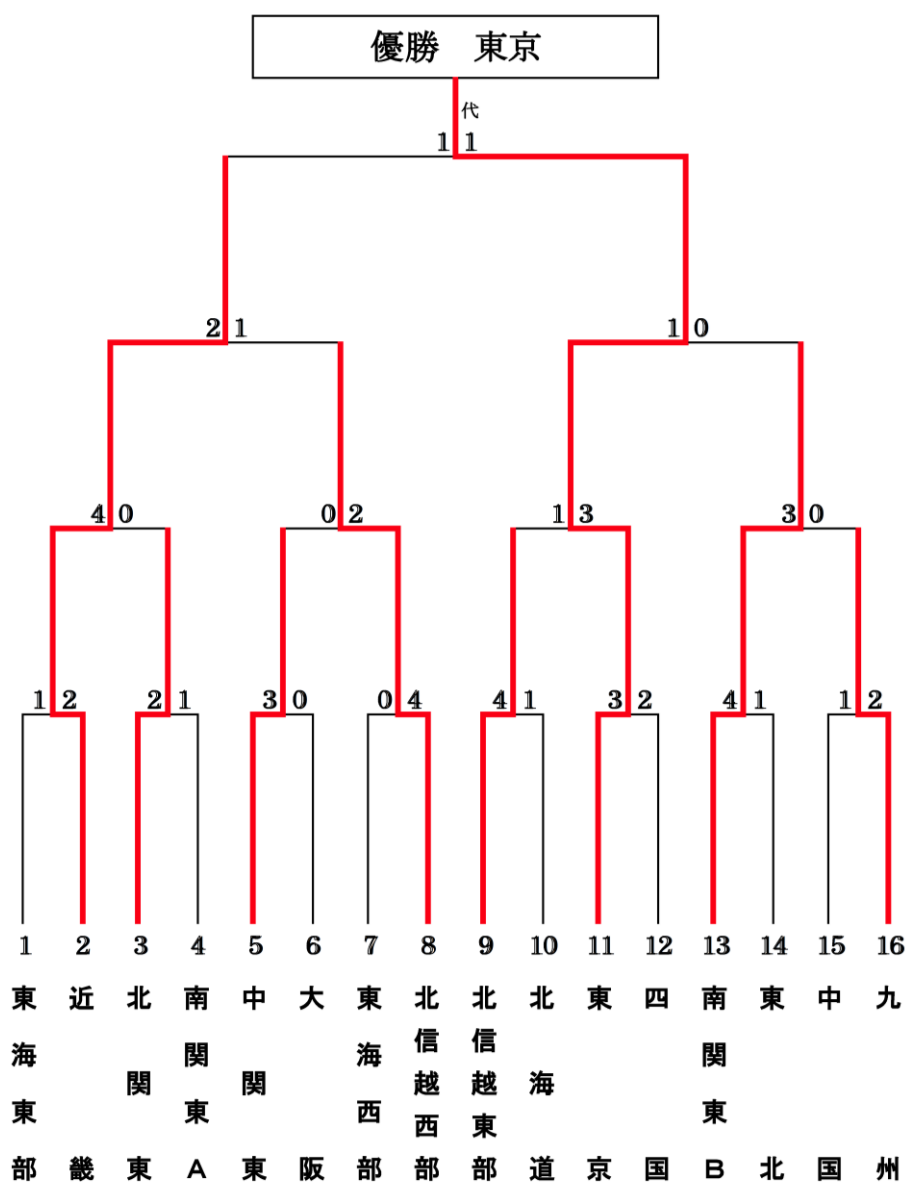 優勝 東京
代
1 1
2 1 1 0
4 0 0 2 1 3 3 0
1 2 2 1 3 0 0 4 4 1 3 2 4 1 1 2
1 2 3 4 5 6 7 8 9 10 11 12 13 14 15 16
東海東部
近畿
北関東
南関東A
中関東
大阪
東海西部
北信越西部
北信越東部
北海道
東京
四国
南関東B
東北
中国
九州